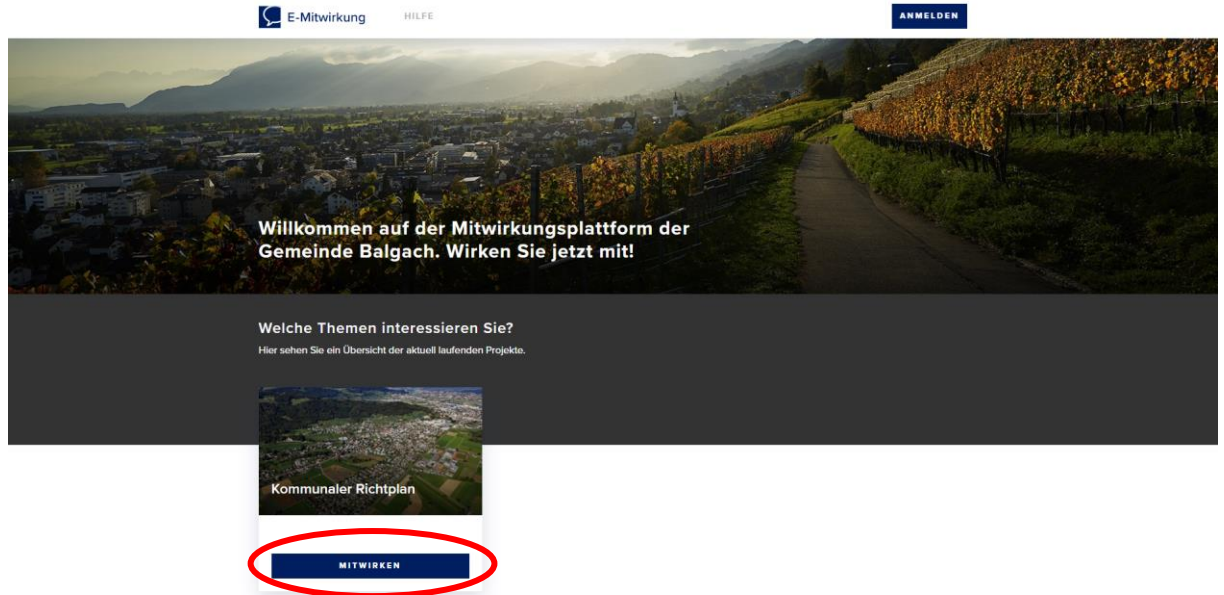 E-Mitwirkung HILFE ANMELDEN
Willkommen auf der Mitwirkungsplattform der
Gemeinde Balgach. Wirken Sie jetzt mit!
Welche Themen interessieren Sie?
Hier sehen Sie ein Übersicht der aktuell laufenden Projekte.
Kommunaler Richtplan
MITWIRKEN